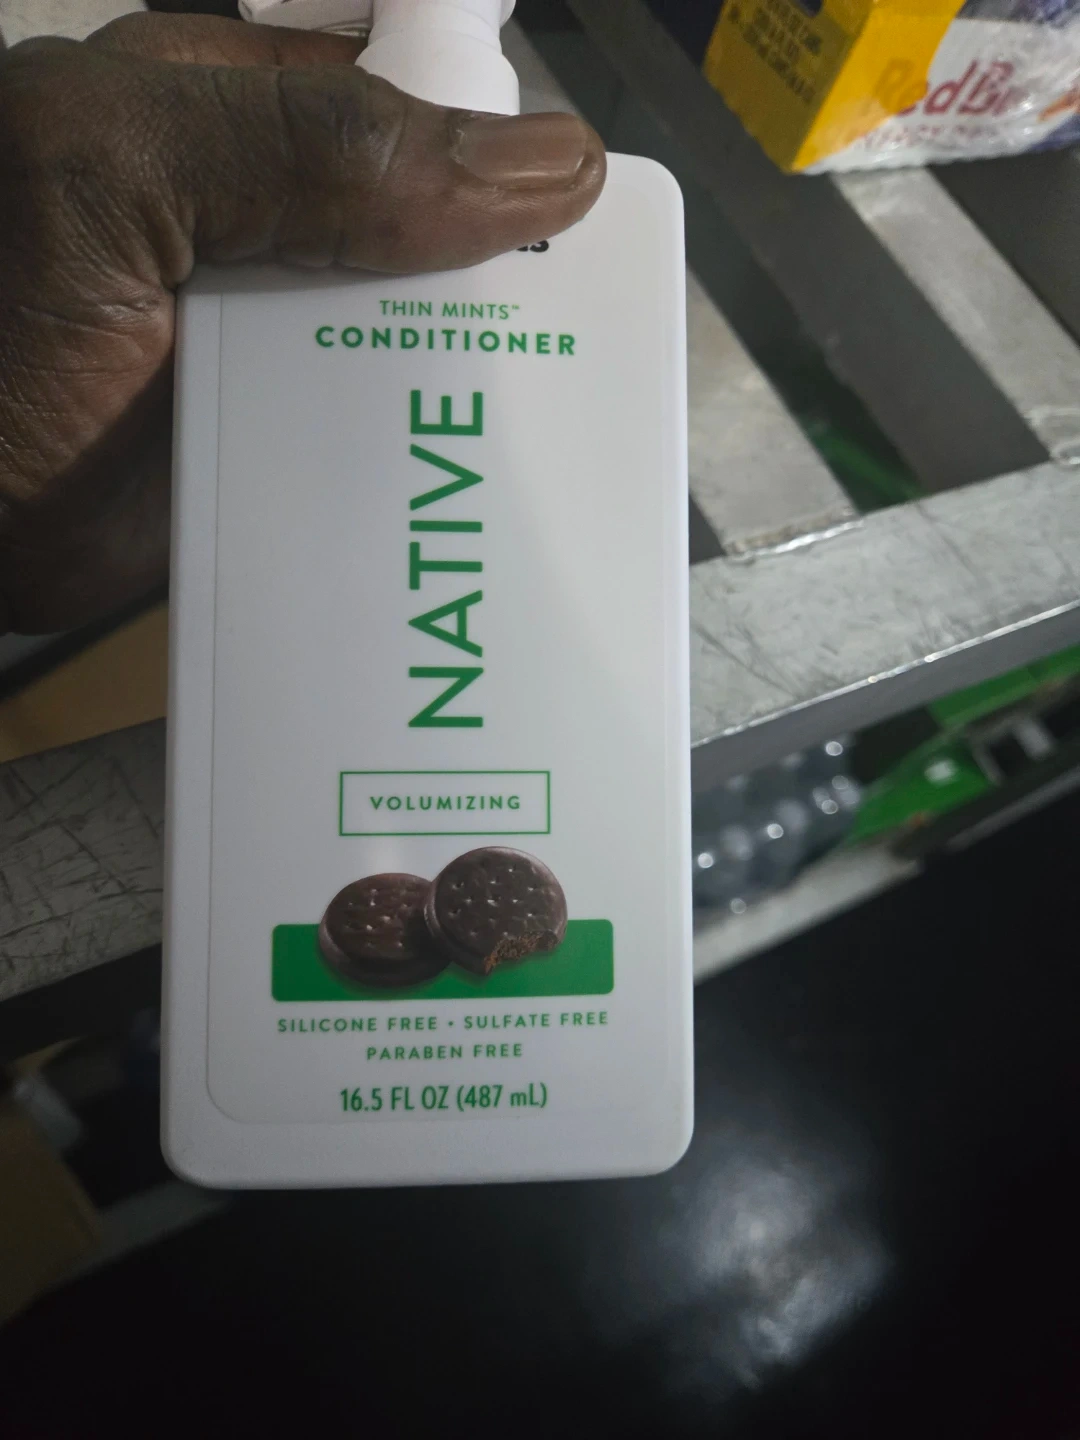 THIN MINTS™
CONDITIONER
NATIVE
VOLUMIZING
SILICONE FREE • SULFATE FREE
PARABEN FREE
16.5 FL OZ (487 mL)